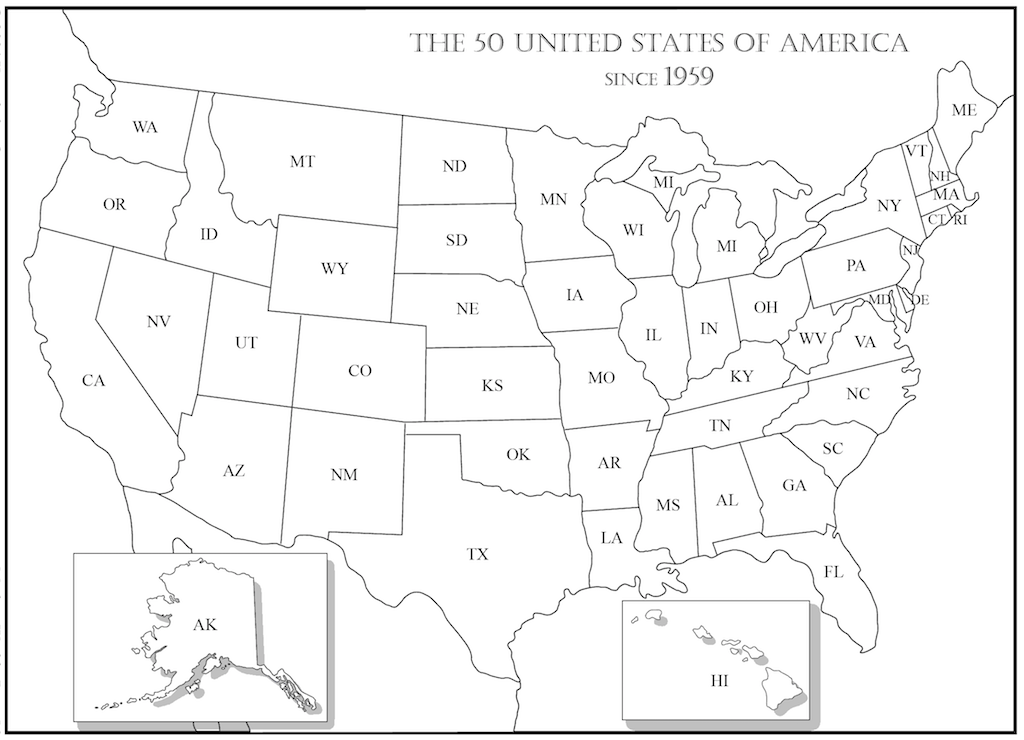 THE 50 UNITED STATES OF AMERICA
SINCE 1959
ME
WA
VT
MT
ND
NH
MI
MN
MA
OR
NY
CT RI
WI
ID
SD
MI
NJ
WY
PA
IA
MD DE
NE
OH
NV
IL
IN
WV
VA
UT
CO
KY
MO
CA
KS
NC
TN
SC
OK
AR
AZ
NM
GA
MS
AL
LA
TX
FL
AK
HI